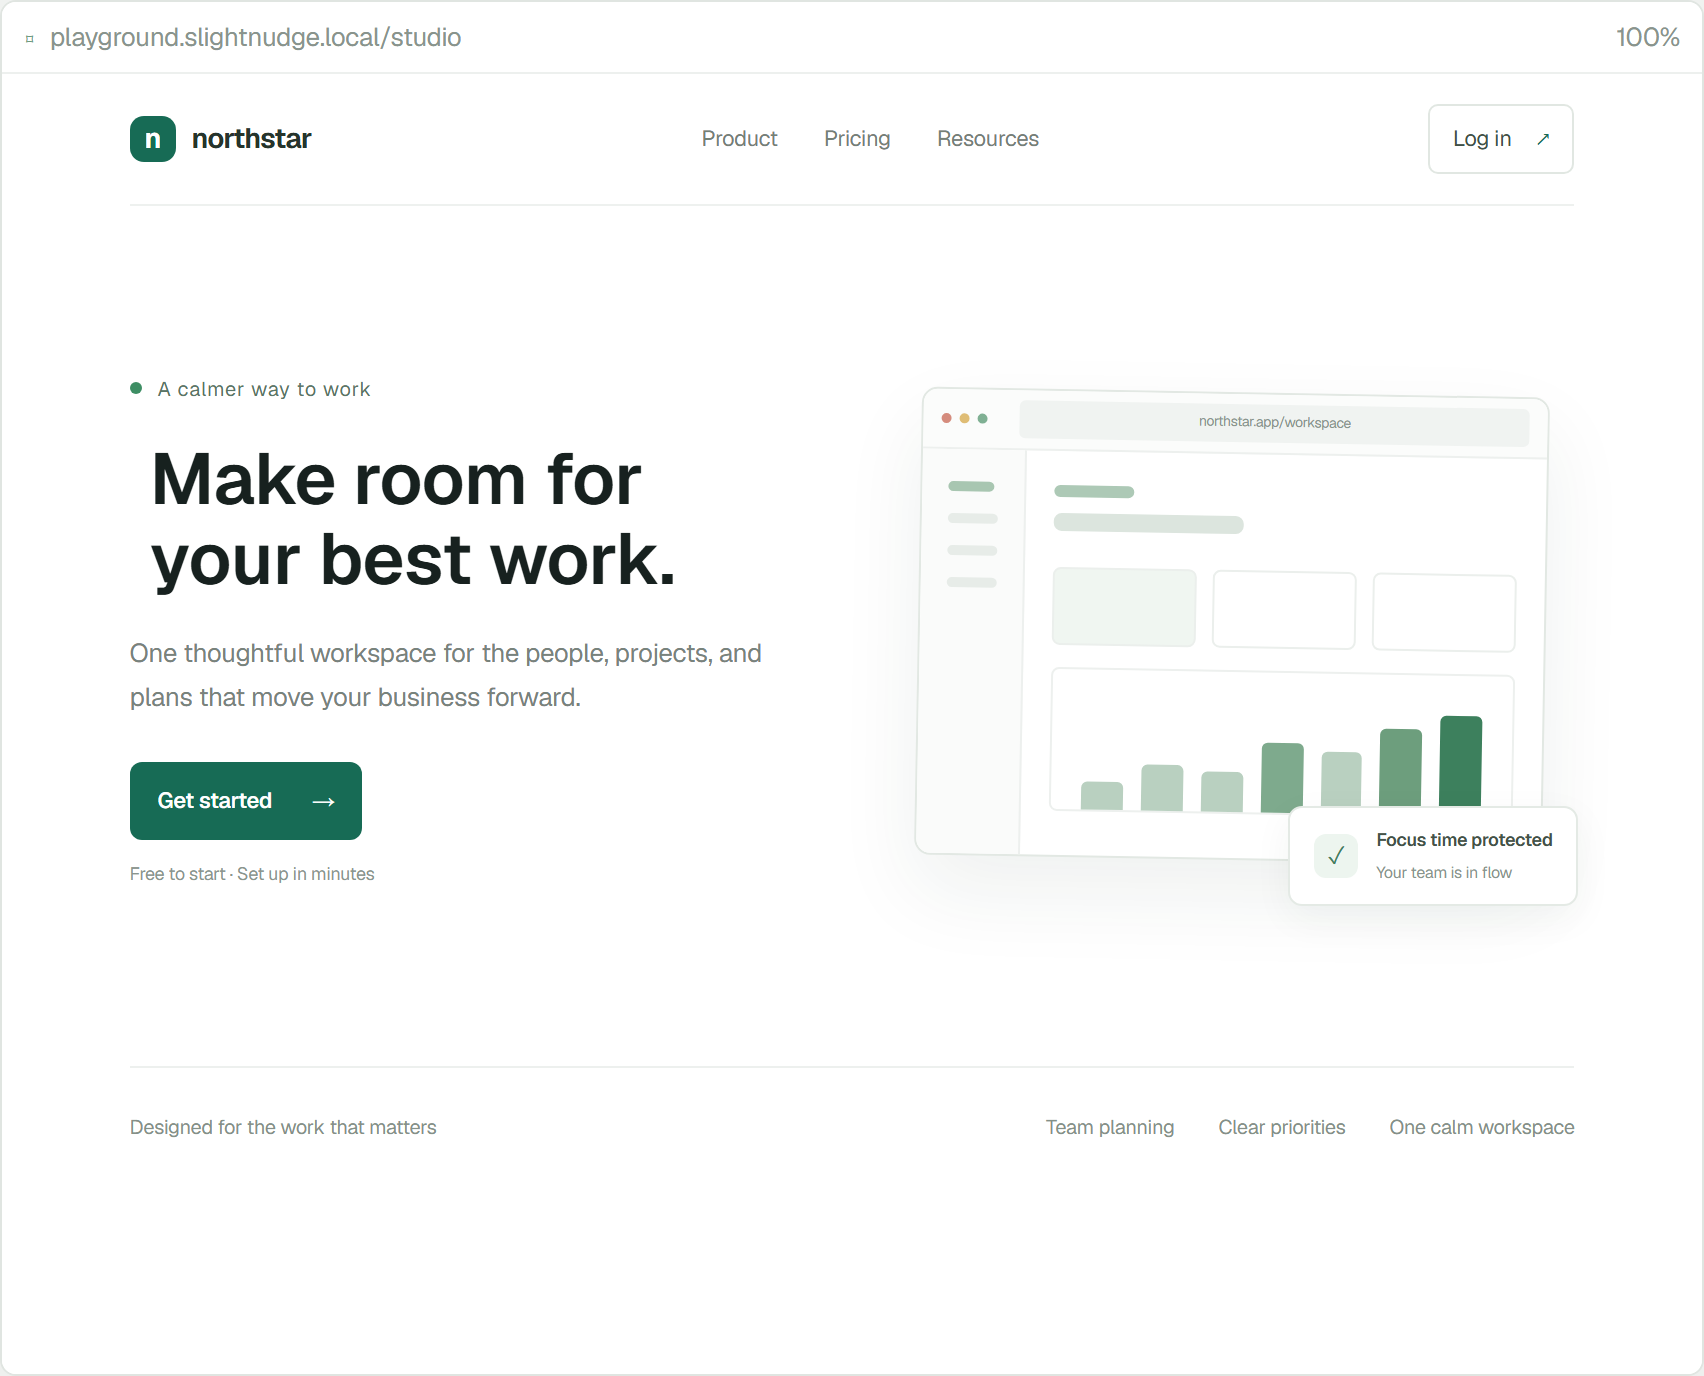 playground.slightnudge.local/studio
100%
n northstar
Product
Pricing
Resources
Log in ↗
A calmer way to work
Make room for
your best work.
One thoughtful workspace for the people, projects, and
plans that move your business forward.
Get started →
Free to start · Set up in minutes
northstar.app/workspace
✓
Focus time protected
Your team is in flow
Designed for the work that matters
Team planning
Clear priorities
One calm workspace